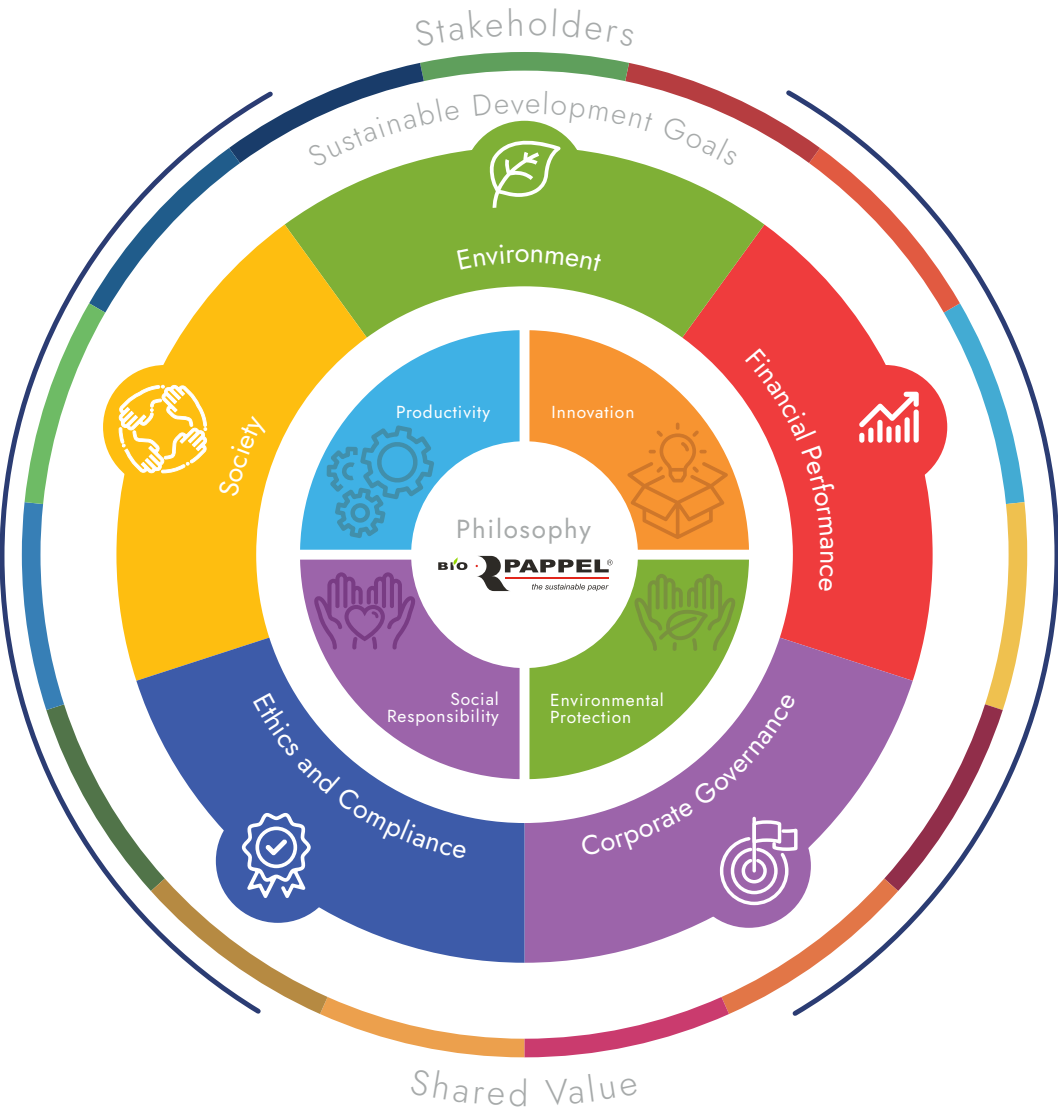 Stakeholders
Sustainable Development Goals
Environment
Financial Performance
Society
Productivity
Innovation
Philosophy
BIO PAPPEL®
the sustainable paper
Social
Responsibility
Environmental
Protection
Ethics and Compliance
Corporate Governance
Shared Value